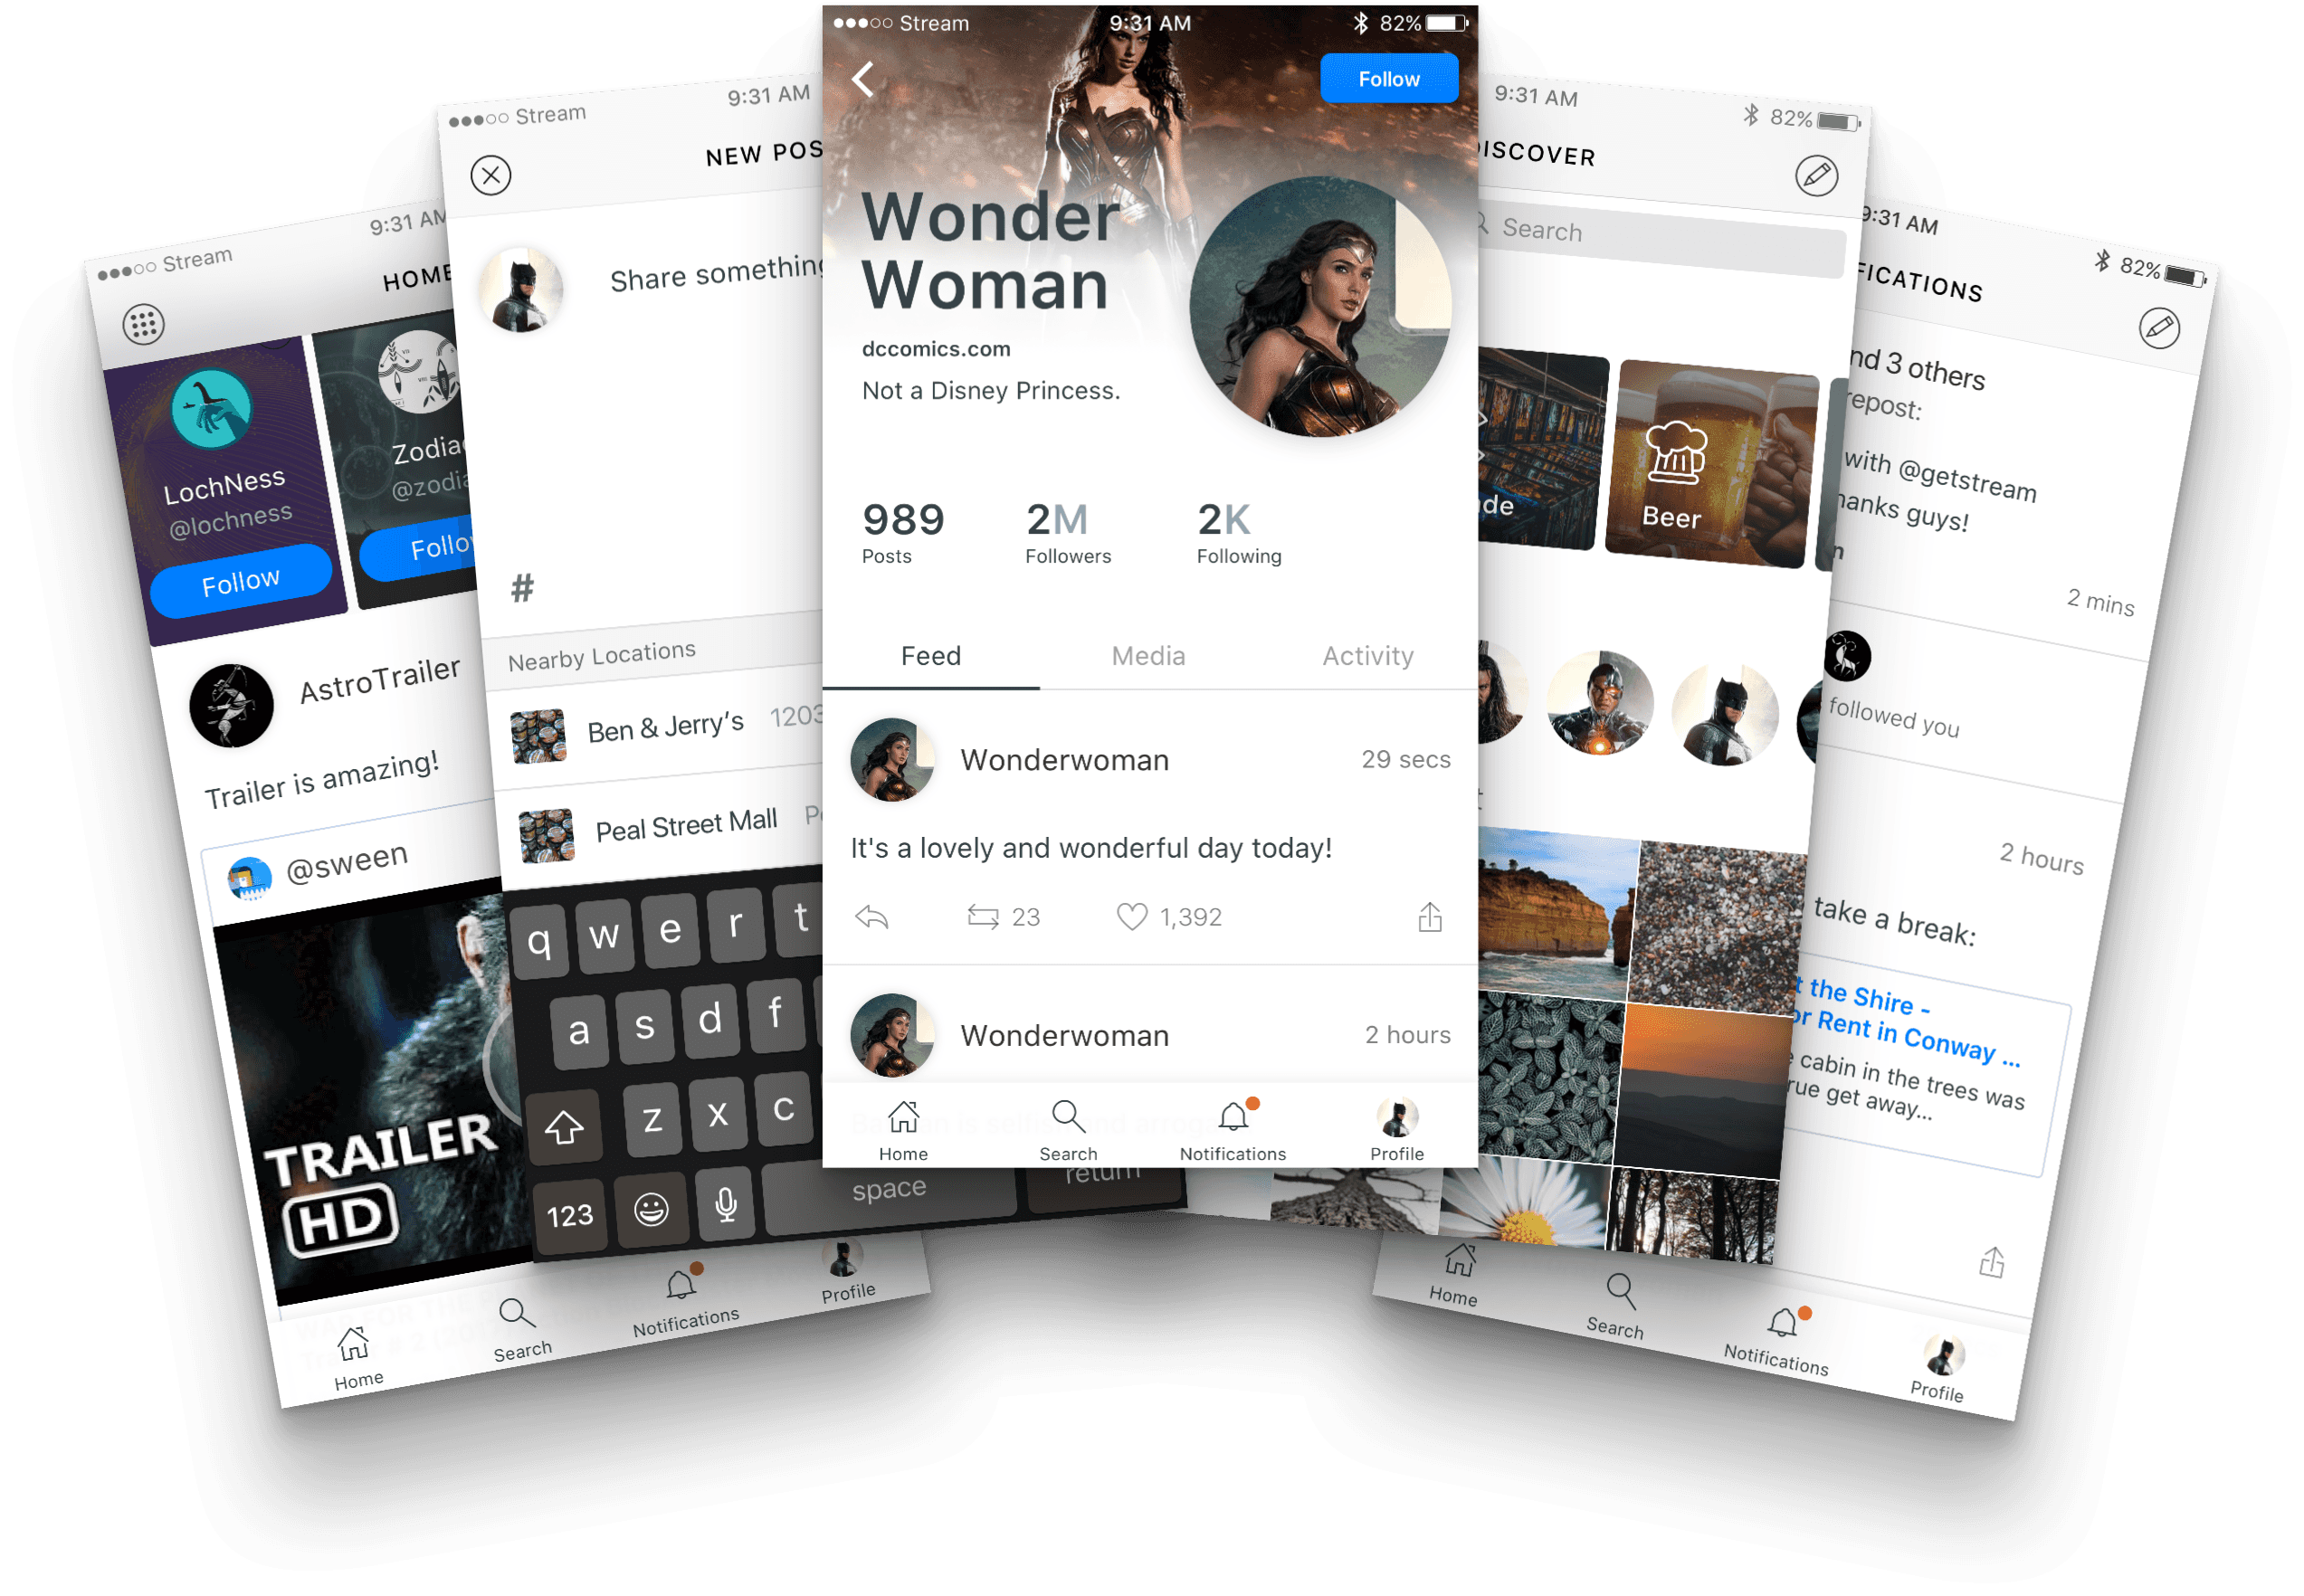 Stream
9:31 AM
HOME
LochNess
@lochness
Follow
@zodia
Follow
AstroTrailer
Trailer is amazing!
@sween
TRAILER
HD
Home
Search
Notifications
Profile
Stream
9:31 AM
NEW POS
Share something
#
Nearby Locations
Ben & Jerry’s 1203
Peal Street Mall
q w e r t
a s d f
z x c
123 space return
Stream 9:31 AM 82%
Follow
Wonder
Woman
dccomics.com
Not a Disney Princess.
989 2M 2K
Posts Followers Following
Feed Media Activity
Wonderwoman 29 secs
It's a lovely and wonderful day today!
23 1,392
Wonderwoman 2 hours
Home Search Notifications Profile
9:31 AM 82%
DISCOVER
Search
de
Beer
9:31 AM
82%
FICATIONS
nd 3 others
repost:
with @getstream
hanks guys!
2 mins
followed you
2 hours
take a break:
t the Shire -
or Rent in Conway ...
cabin in the trees was
rue get away...
Home
Search
Notifications
Profile